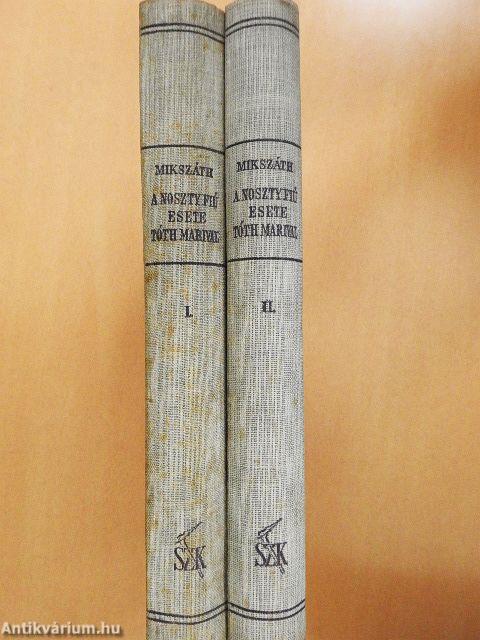 MIKSZÁTH
A NOSZTY FIÚ
ESETE
TÓTH MARIVAL
I.
SZK
MIKSZÁTH
A NOSZTY FIÚ
ESETE
TÓTH MARIVAL
II.
SZK
Antikvárium.hu